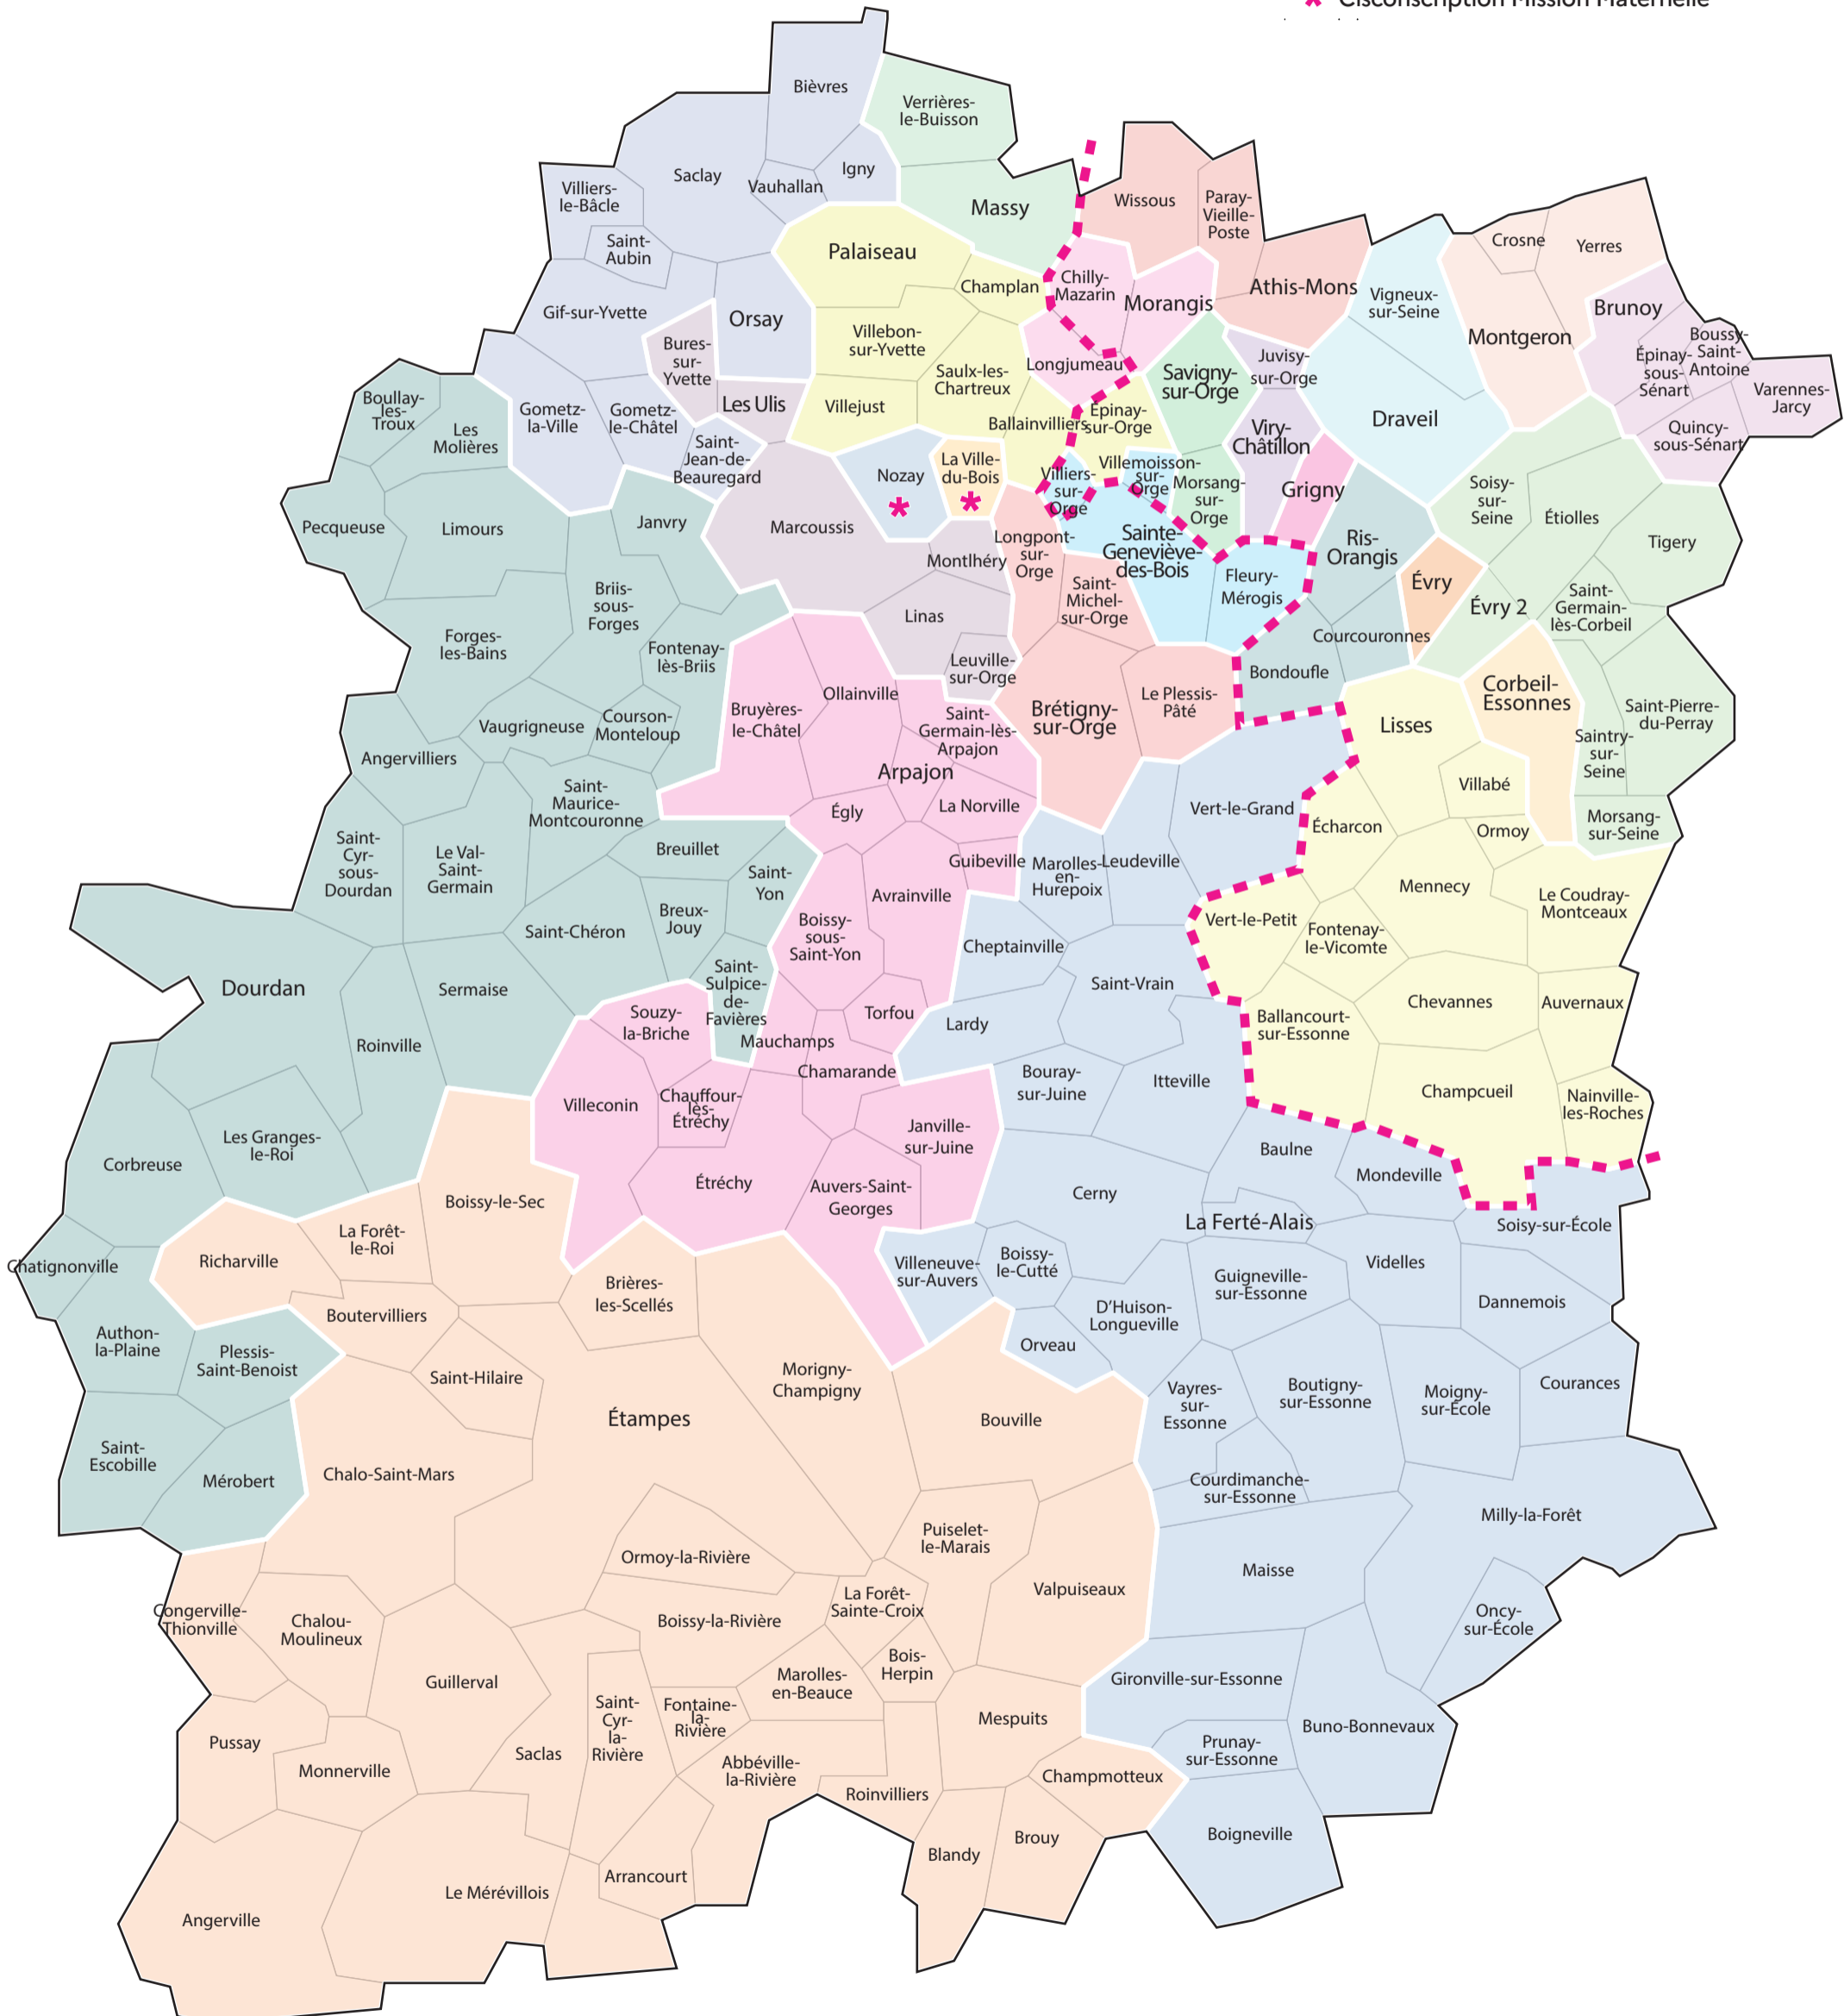 * Cisconscription Mission Maternelle
Bièvres
Verrières-
le-Buisson
Saclay
Vauhallan
Igny
Villiers-
le-Bâcle
Saint-
Aubin
Massy
Wissous
Paray-
Vieille-
Poste
Palaiseau
Champlan
Chilly-
Mazarin
Morangis
Athis-Mons
Vigneux-
sur-Seine
Crosne
Yerres
Montgeron
Brunoy
Boussy-
Saint-
Antoine
Épinay-
sous-
Sénart
Varennes-
Jarcy
Quincy-
sous-Sénart
Gif-sur-Yvette
Orsay
Bures-
sur-
Yvette
Villebon-
sur-Yvette
Saulx-les-
Chartreux
Longjumeau
Savigny-
sur-Orge
Juvisy-
sur-Orge
Draveil
Boullay-
les-
Troux
Les
Molières
Gometz-
la-Ville
Gometz-
le-Châtel
Les Ulis
Villejust
Ballainvilliers
Epinay-
sur-Orge
Viry-
Châtillon
Saint-
Jean-de-
Beauregard
Nozay
*
La Ville-
du-Bois
*
Villiers-
sur-
Orge
Villemoisson-
sur-
Orge
Morsang-
sur-
Orge
Grigny
Soisy-
sur-
Seine
Étiolles
Tigery
Pecqueuse
Limours
Janvry
Marcoussis
Montlhéry
Longpont-
sur-
Orge
Sainte-
Geneviève-
des-Bois
Ris-
Orangis
Fleury-
Mérogis
Évry
Évry 2
Saint-
Germain-
lès-Corbeil
Briis-
sous-
Forges
Linas
Saint-
Michel-
sur-Orge
Courcouronnes
Forges-
les-Bains
Fontenay-
lès-Briis
Leuville-
sur-Orge
Bondoufle
Ollainville
Bruyères-
le-Châtel
Saint-
Germain-lès-
Arpajon
Brétigny-
sur-Orge
Le Plessis-
Pâté
Lisses
Corbeil-
Essonnes
Saint-Pierre-
du-Perray
Saintry-
sur-
Seine
Vaugrigneuse
Courson-
Monteloup
Angervilliers
Arpajon
Villabé
Saint-
Maurice-
Montcouronne
Égly
La Norville
Vert-le-Grand
Écharcon
Ormoy
Morsang-
sur-Seine
Saint-
Cyr-
sous-
Dourdan
Le Val-
Saint-
Germain
Breuillet
Saint-
Yon
Guibeville
Marolles-
en-
Hurepoix
Leudeville
Avrainville
Mennecy
Le Coudray-
Montceaux
Breux-
Jouy
Saint-Chéron
Boissy-
sous-
Saint-Yon
Cheptainville
Vert-le-Petit
Fontenay-
le-Vicomte
Dourdan
Sermaise
Saint-
Sulpice-
de-
Favières
Saint-Vrain
Chevannes
Auvernaux
Souzy-
la-Briche
Torfou
Lardy
Ballancourt-
sur-Essonne
Roinville
Mauchamps
Chamarande
Bouray-
sur-Juine
Itteville
Champcueil
Nainville-
les-Roches
Villeconin
Chauffour-
lès-
Étréchy
Janville-
sur-Juine
Les Granges-
le-Roi
Corbreuse
Baulne
Mondeville
Étréchy
Auvers-Saint-
Georges
Cerny
Boissy-le-Sec
La Ferté-Alais
Soisy-sur-École
La Forêt-
le-Roi
Richarville
Chatignonville
Villeneuve-
sur-Auvers
Boissy-
le-Cutté
Videlles
Guigneville-
sur-Essonne
Dannemois
Brières-
les-Scellés
Boutervilliers
D’Huison-
Longueville
Authon-
la-Plaine
Plessis-
Saint-Benoist
Orveau
Saint-Hilaire
Morigny-
Champigny
Vayres-
sur-
Essonne
Boutigny-
sur-Essonne
Moigny-
sur-École
Courances
Étampes
Bouville
Saint-
Escobille
Mérobert
Chalo-Saint-Mars
Courdimanche-
sur-Essonne
Milly-la-Forêt
Puiselet-
le-Marais
Ormoy-la-Rivière
Maisse
Valpuiseaux
La Forêt-
Sainte-Croix
Congerville-
Thionville
Chalou-
Moulineux
Boissy-la-Rivière
Oncy-
sur-École
Bois-
Herpin
Guillerval
Marolles-
en-Beauce
Gironville-sur-Essonne
Saint-
Cyr-
la-
Rivière
Fontaine-
la-
Rivière
Mespuits
Buno-Bonnevaux
Pussay
Saclas
Prunay-
sur-Essonne
Monnerville
Abbéville-
la-Rivière
Champmotteux
Roinvilliers
Boigneville
Brouy
Blandy
Arrancourt
Le Mérévillois
Angerville